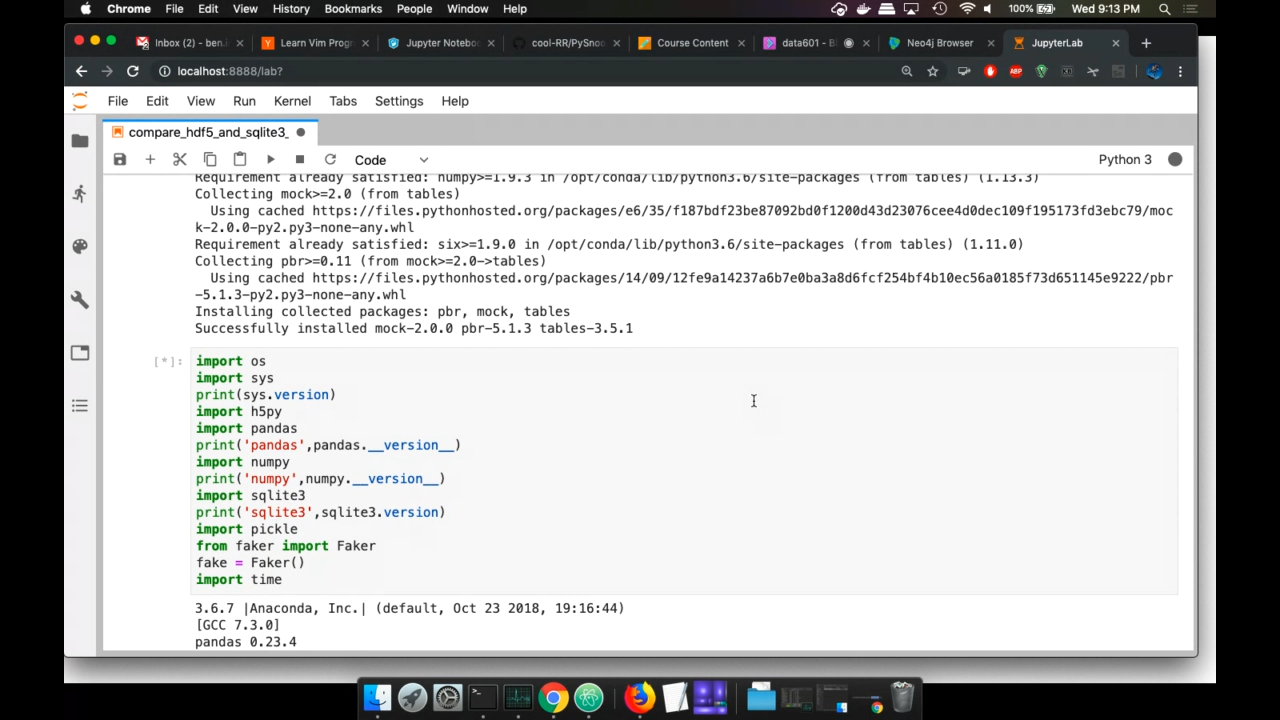 Chrome File Edit View History Bookmarks People Window Help 100% Wed 9:13 PM
Inbox (2) - ben.i Learn Vim Prog Jupyter Notebo cool-RR/PySnoo Course Content data601 - B Neo4j Browser JupyterLab
localhost:8888/lab?
File Edit View Run Kernel Tabs Settings Help
compare_hdf5_and_sqlite3_
Code Python 3
Requirement already satisfied: numpy>=1.9.3 in /opt/conda/lib/python3.6/site-packages (from tables) (1.13.3)
Collecting mock>=2.0 (from tables)
Using cached https://files.pythonhosted.org/packages/e6/35/f187bdf23be87092bd0f1200d43d23076cee4d0dec109f195173fd3ebc79/moc
k-2.0.0-py2.py3-none-any.whl
Requirement already satisfied: six>=1.9.0 in /opt/conda/lib/python3.6/site-packages (from tables) (1.11.0)
Collecting pbr>=0.11 (from mock>=2.0->tables)
Using cached https://files.pythonhosted.org/packages/14/09/12fe9a14237a6b7e0ba3a8d6fcf254bf4b10ec56a0185f73d651145e9222/pbr
-5.1.3-py2.py3-none-any.whl
Installing collected packages: pbr, mock, tables
Successfully installed mock-2.0.0 pbr-5.1.3 tables-3.5.1
[*]: import os
import sys
print(sys.version)
import h5py
import pandas
print('pandas',pandas.__version__)
import numpy
print('numpy',numpy.__version__)
import sqlite3
print('sqlite3',sqlite3.version)
import pickle
from faker import Faker
fake = Faker()
import time
3.6.7 |Anaconda, Inc.| (default, Oct 23 2018, 19:16:44)
[GCC 7.3.0]
pandas 0.23.4